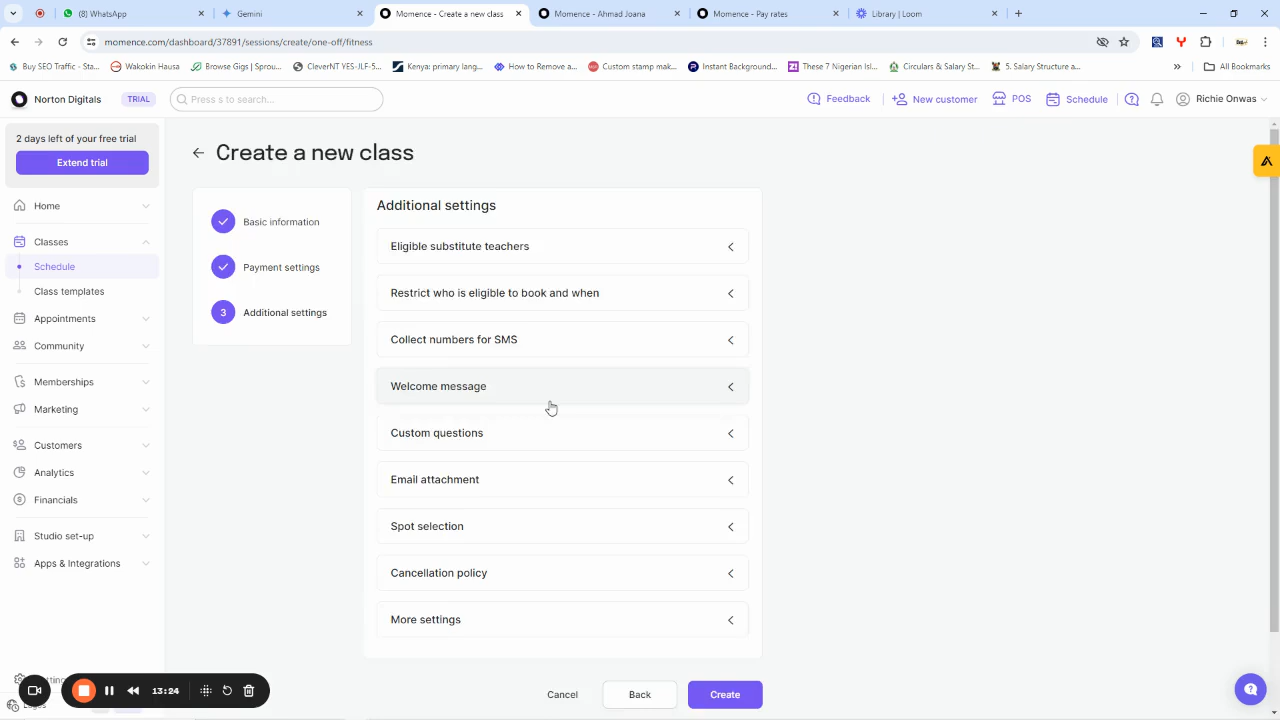 (8) WhatsApp
Gemini
Momence - Create a new class
Momence - Ahmad Joana
Momence - Pay rates
Library | Loom
momence.com/dashboard/37891/sessions/create/one-off/fitness
Buy SEO Traffic - Sta...
Wakokin Hausa
Browse Gigs | Sprou...
CleverNT YES-JLF-5...
Kenya: primary lang...
How to Remove a...
Custom stamp mak...
Instant Background...
These 7 Nigerian Isl...
Circulars & Salary St...
5. Salary Structure a...
All Bookmarks
Norton Digitals
TRIAL
Press s to search...
Feedback
New customer
POS
Schedule
Richie Onwas
2 days left of your free trial
Extend trial
Home
Classes
Schedule
Class templates
Appointments
Community
Memberships
Marketing
Customers
Analytics
Financials
Studio set-up
Apps & Integrations
Create a new class
Basic information
Payment settings
3
Additional settings
Additional settings
Eligible substitute teachers
Restrict who is eligible to book and when
Collect numbers for SMS
Welcome message
Custom questions
Email attachment
Spot selection
Cancellation policy
More settings
Cancel
Back
Create
13:24